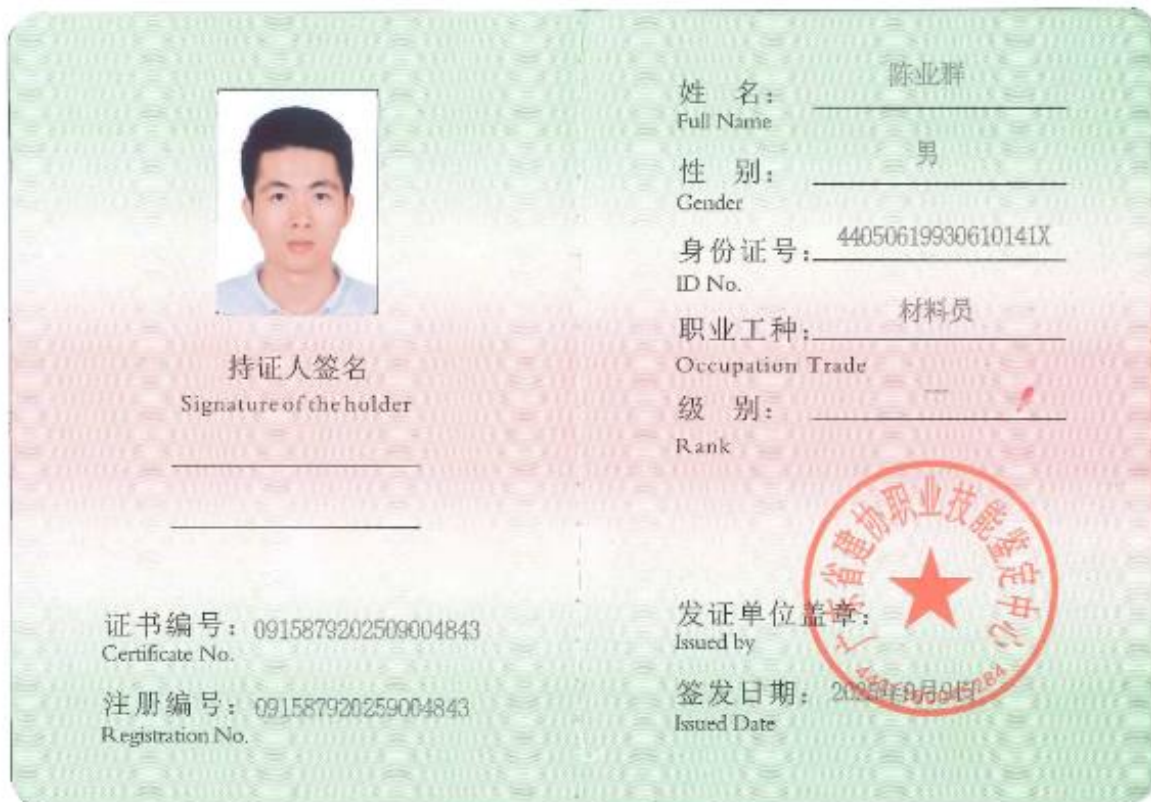 持证人签名
Signature of the holder
证书编号：0915879202509004843
Certificate No.
注册编号：091587920259004843
Registration No.
姓 名：陈业群
Full Name
性 别：男
Gender
身份证号：44050619930610141X
ID No.
职业工种：材料员
Occupation Trade
级 别：一
Rank
广东省建协职业技能鉴定中心
发证单位盖章：
Issued by
签发日期：
Issued Date